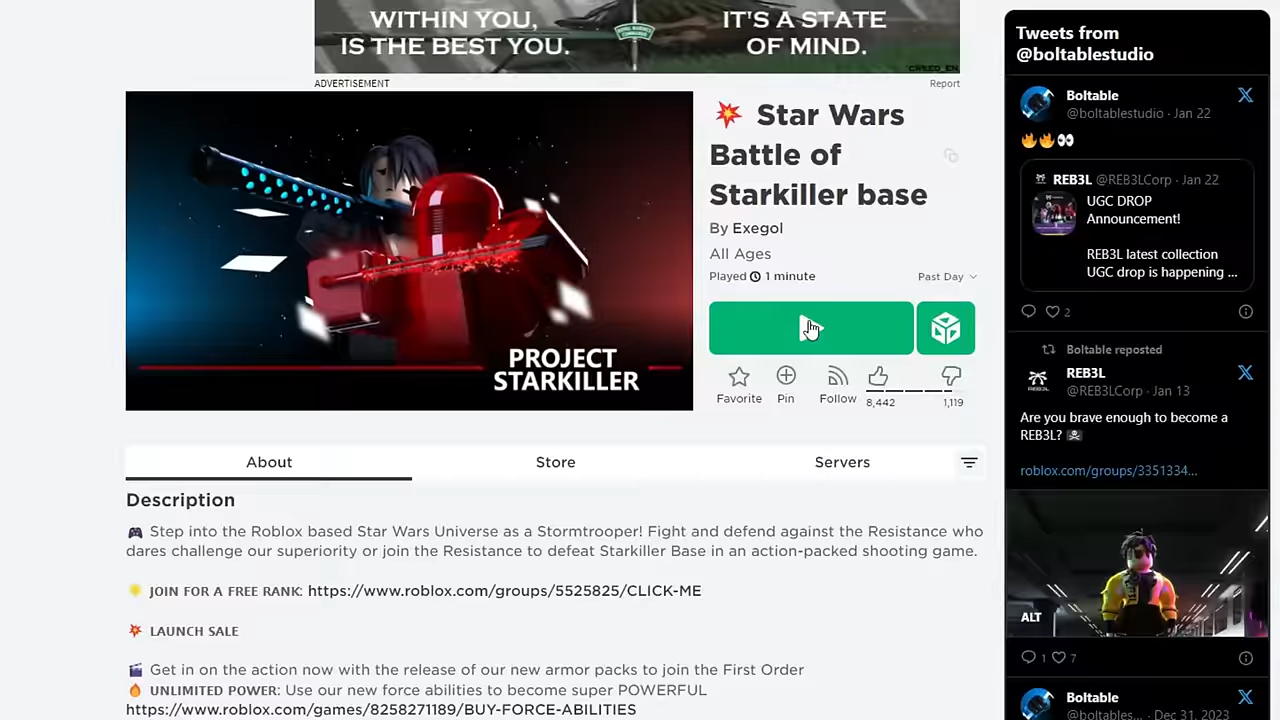 WITHIN YOU,
IS THE BEST YOU.
IT'S A STATE
OF MIND.
ADVERTISEMENT
Report
PROJECT
STARKILLER
💥 Star Wars
Battle of
Starkiller base
By Exegol
All Ages
Played 1 minute
Past Day
Favorite
Pin
Follow
8,442
1,119
About
Store
Servers
Description
🎮 Step into the Roblox based Star Wars Universe as a Stormtrooper! Fight and defend against the Resistance who
dares challenge our superiority or join the Resistance to defeat Starkiller Base in an action-packed shooting game.
JOIN FOR A FREE RANK: https://www.roblox.com/groups/5525825/CLICK-ME
💥 LAUNCH SALE
🎬 Get in on the action now with the release of our new armor packs to join the First Order
🔥 UNLIMITED POWER: Use our new force abilities to become super POWERFUL
https://www.roblox.com/games/8258271189/BUY-FORCE-ABILITIES
Tweets from
@boltablestudio
Boltable
@boltablestudio · Jan 22
🔥🔥👀
REB3L @REB3LCorp · Jan 22
UGC DROP
Announcement!
REB3L latest collection
UGC drop is happening ...
2
Boltable reposted
REB3L
@REB3LCorp · Jan 13
Are you brave enough to become a
REB3L? ☠
roblox.com/groups/3351334...
ALT
1 7
Boltable
@boltables... · Dec 31, 2023